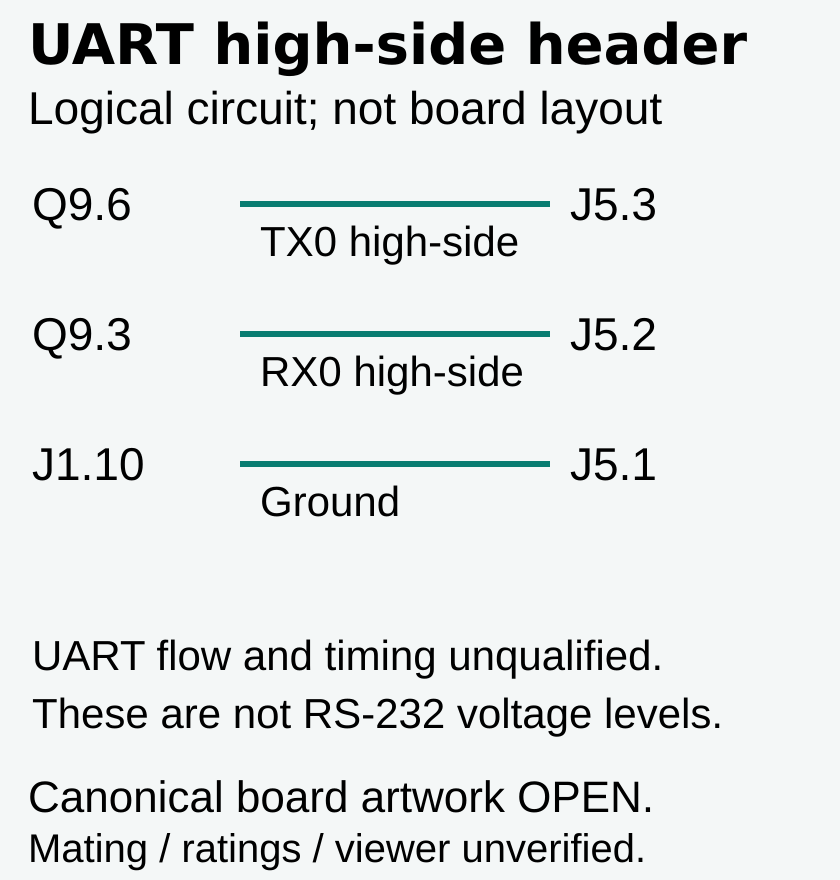 UART high-side header
Logical circuit; not board layout
Q9.6 J5.3
TX0 high-side
Q9.3 J5.2
RX0 high-side
J1.10 J5.1
Ground
UART flow and timing unqualified.
These are not RS-232 voltage levels.
Canonical board artwork OPEN.
Mating / ratings / viewer unverified.